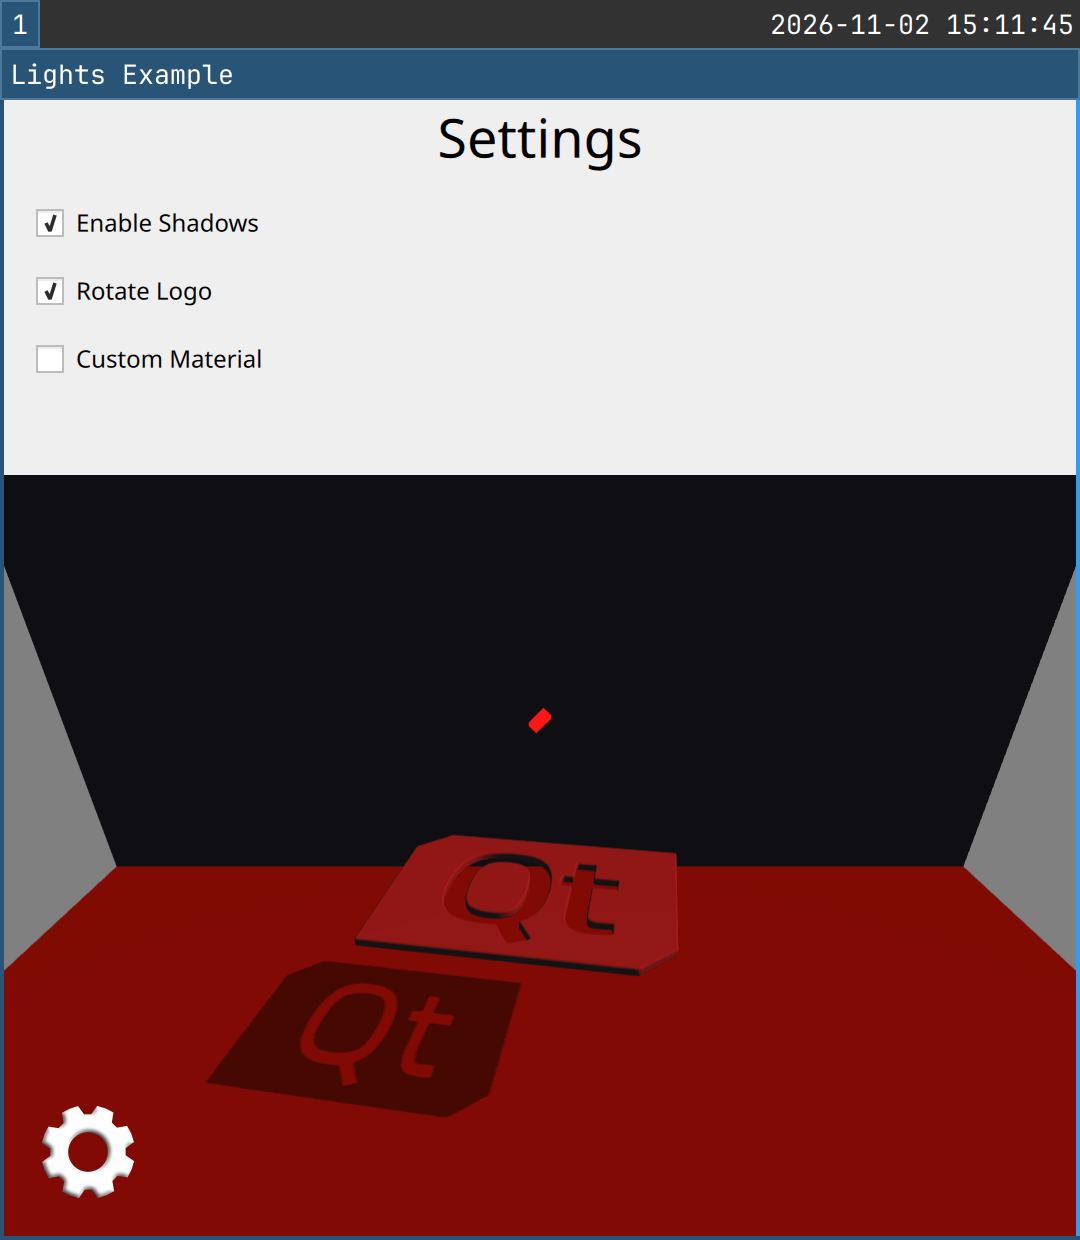 1
2026-11-02 15:11:45
Lights Example
Settings
Enable Shadows
Rotate Logo
Custom Material
Qt
Qt